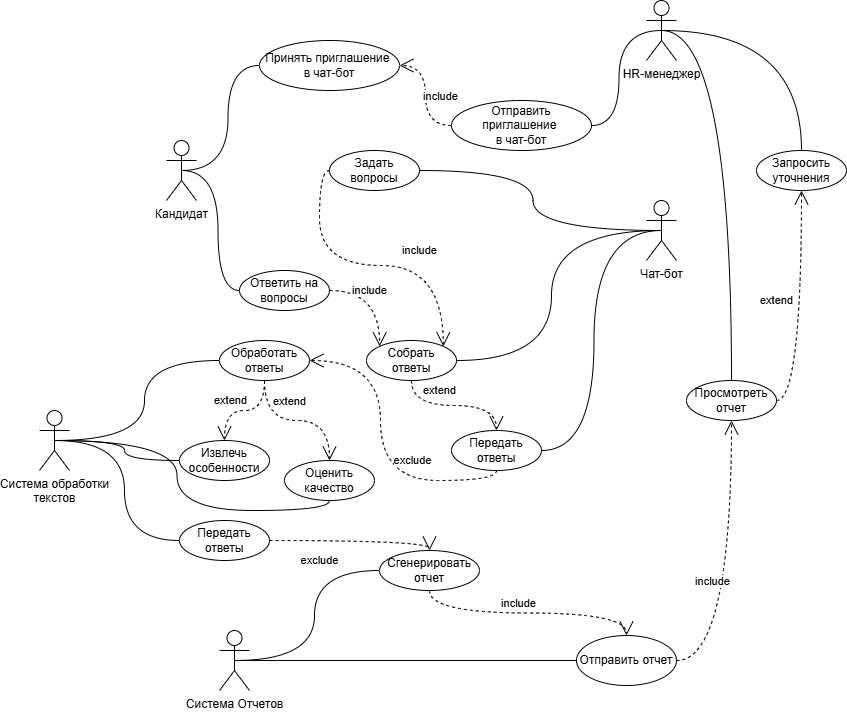 HR-менеджер
Принять приглашение
в чат-бот
include
Отправить
приглашение
в чат-бот
Задать
вопросы
Запросить
уточнения
Кандидат
include
Чат-бот
Ответить на
вопросы
include
extend
Обработать
ответы
Собрать
ответы
extend
extend
extend
Просмотреть
отчет
Извлечь
особенности
exclude
Передать
ответы
Оценить
качество
Система обработки
текстов
Передать
ответы
exclude
Сгенерировать
отчет
include
include
Отправить отчет
Система Отчетов